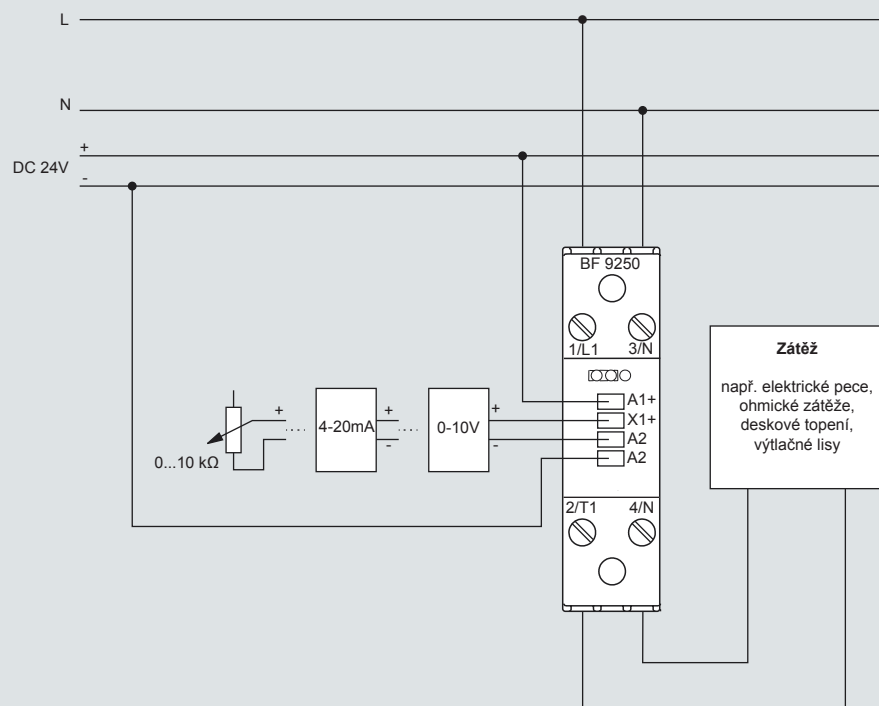 L
N
+
DC 24V
-
BF 9250
1/L1 3/N
Zátěž
např. elektrické pece,
ohmické zátěže,
deskové topení,
výtlačné lisy
A1+
X1+
A2
A2
+
.....
4-20mA
+
-
.....
0-10V
+
-
0...10 kΩ
2/T1 4/N